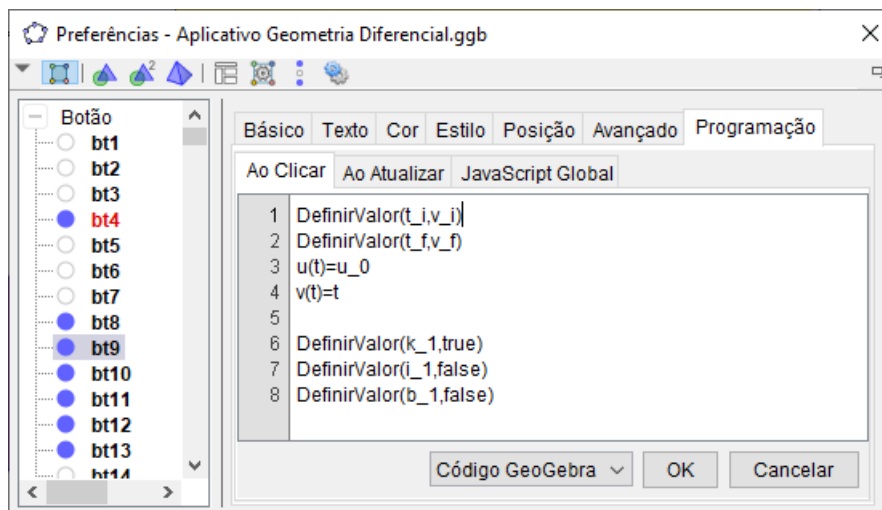 Preferências - Aplicativo Geometria Diferencial.ggb
Botão
bt1
bt2
bt3
bt4
bt5
bt6
bt7
bt8
bt9
bt10
bt11
bt12
bt13
bt14
Básico Texto Cor Estilo Posição Avançado Programação
Ao Clicar Ao Atualizar JavaScript Global
1 DefinirValor(t_i,v_i)
2 DefinirValor(t_f,v_f)
3 u(t)=u_0
4 v(t)=t
5
6 DefinirValor(k_1,true)
7 DefinirValor(i_1,false)
8 DefinirValor(b_1,false)
Código GeoGebra OK Cancelar